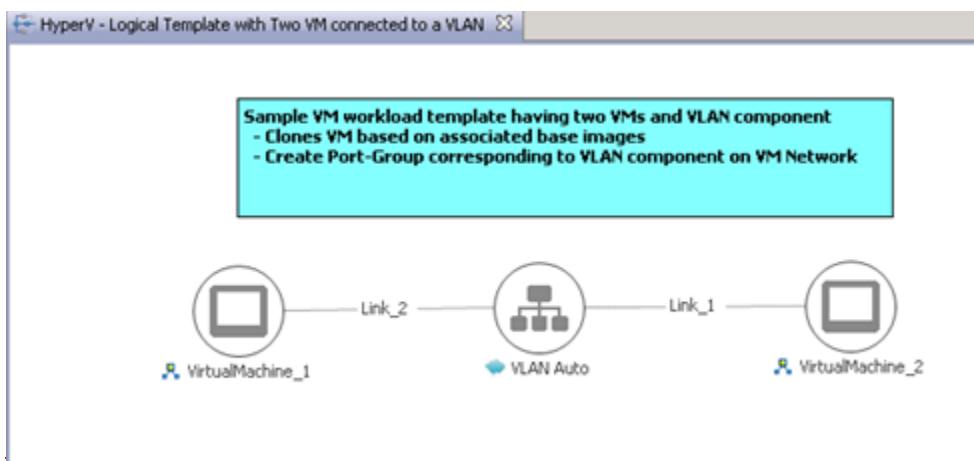 HyperV - Logical Template with Two VM connected to a VLAN
Sample VM workload template having two VMs and VLAN component
- Clones VM based on associated base images
- Create Port-Group corresponding to VLAN component on VM Network
Link_2
Link_1
VirtualMachine_1
VLAN Auto
VirtualMachine_2